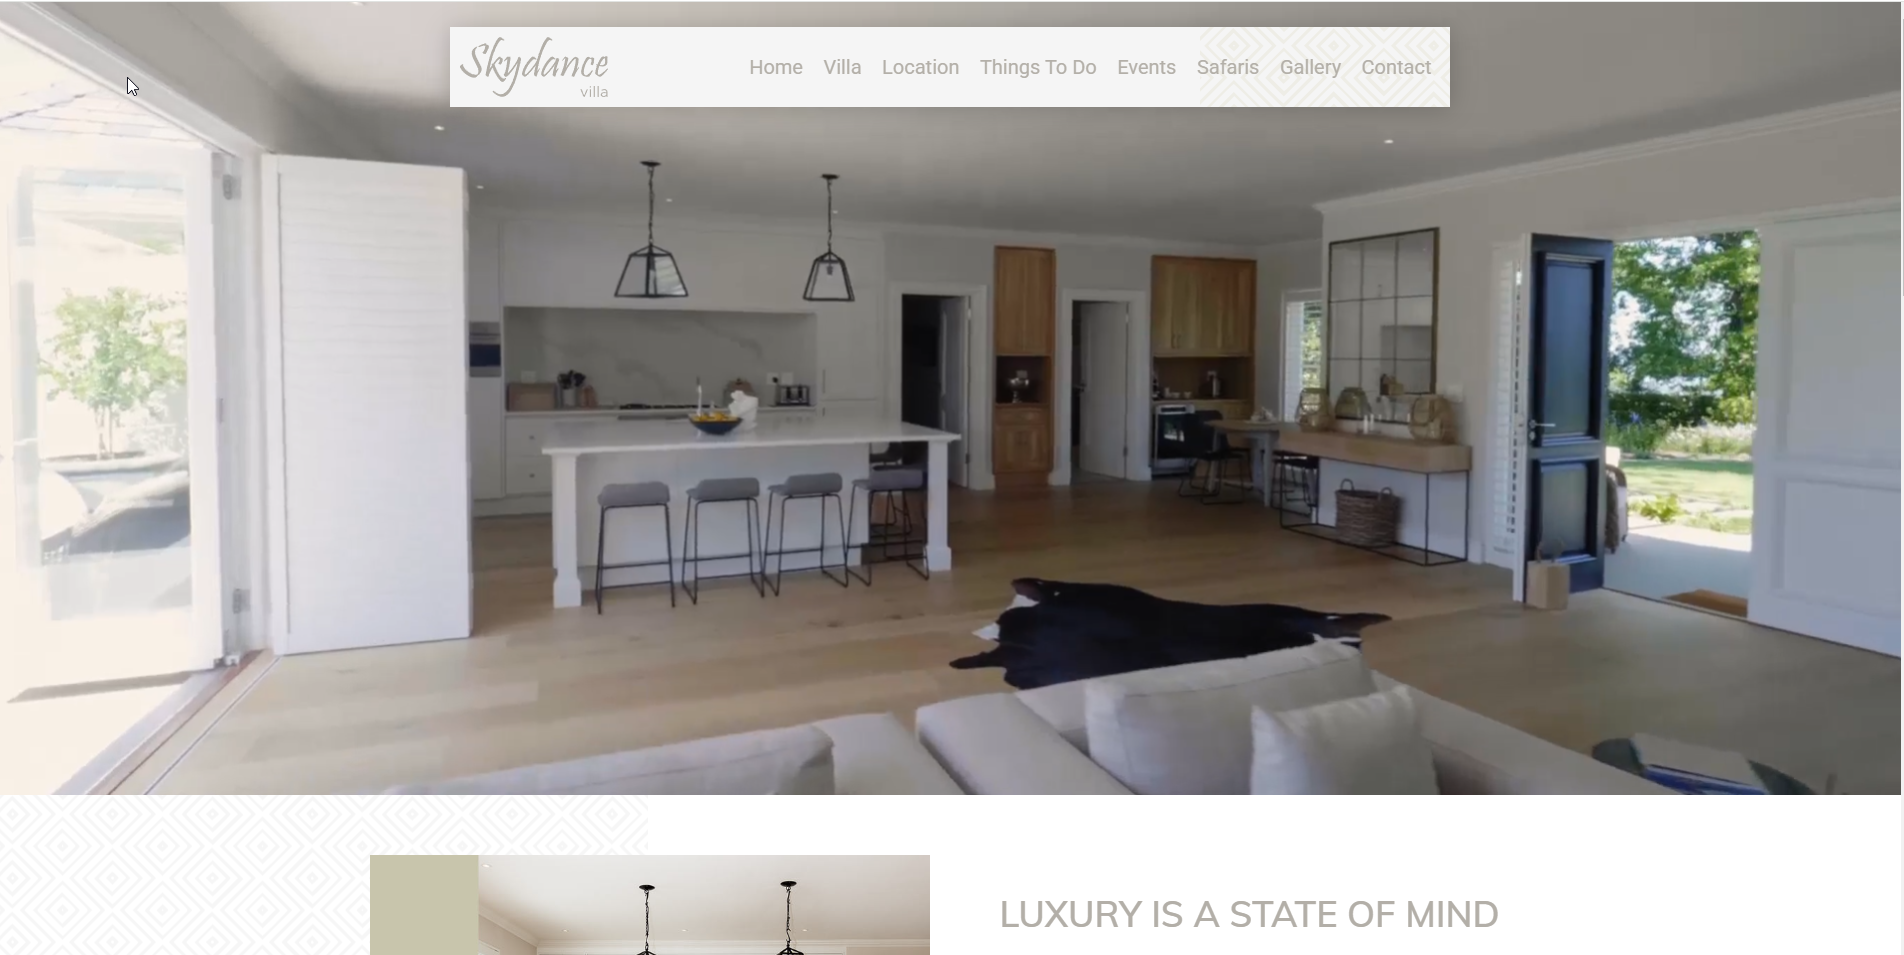 Skydance
villa
Home Villa Location Things To Do Events Safaris Gallery Contact
LUXURY IS A STATE OF MIND